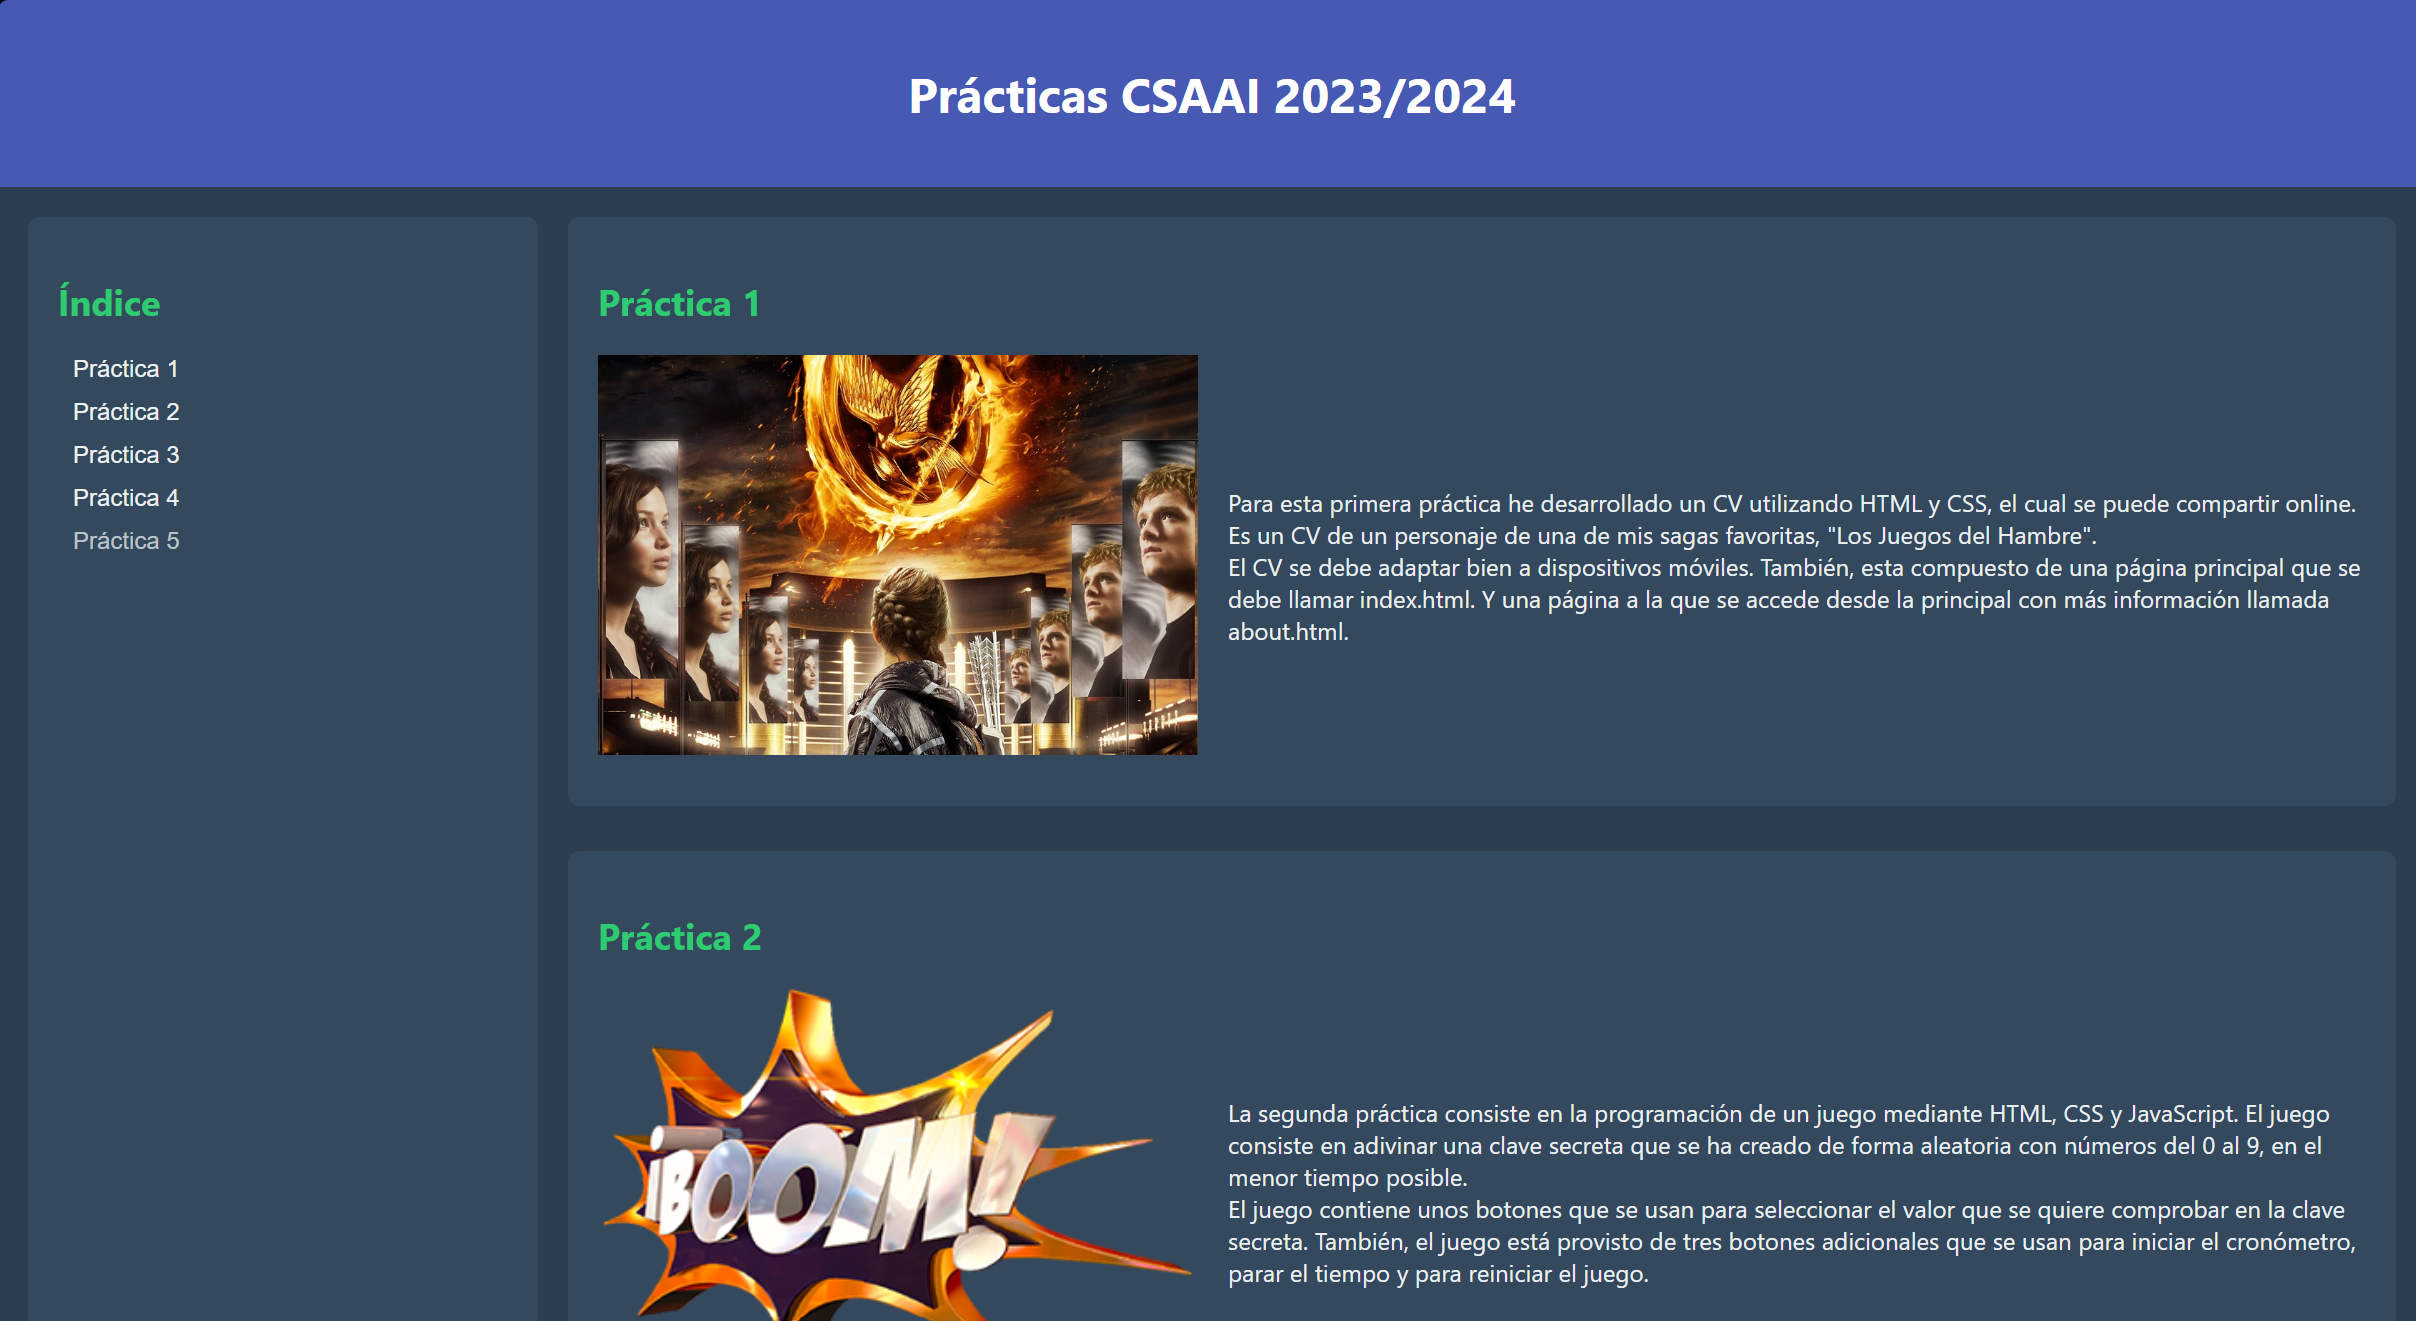 Prácticas CSAAI 2023/2024
Índice
Práctica 1
Práctica 2
Práctica 3
Práctica 4
Práctica 5
Práctica 1
Para esta primera práctica he desarrollado un CV utilizando HTML y CSS, el cual se puede compartir online.
Es un CV de un personaje de una de mis sagas favoritas, "Los Juegos del Hambre".
El CV se debe adaptar bien a dispositivos móviles. También, esta compuesto de una página principal que se
debe llamar index.html. Y una página a la que se accede desde la principal con más información llamada
about.html.
Práctica 2
¡BOOM!
La segunda práctica consiste en la programación de un juego mediante HTML, CSS y JavaScript. El juego
consiste en adivinar una clave secreta que se ha creado de forma aleatoria con números del 0 al 9, en el
menor tiempo posible.
El juego contiene unos botones que se usan para seleccionar el valor que se quiere comprobar en la clave
secreta. También, el juego está provisto de tres botones adicionales que se usan para iniciar el cronómetro,
parar el tiempo y para reiniciar el juego.